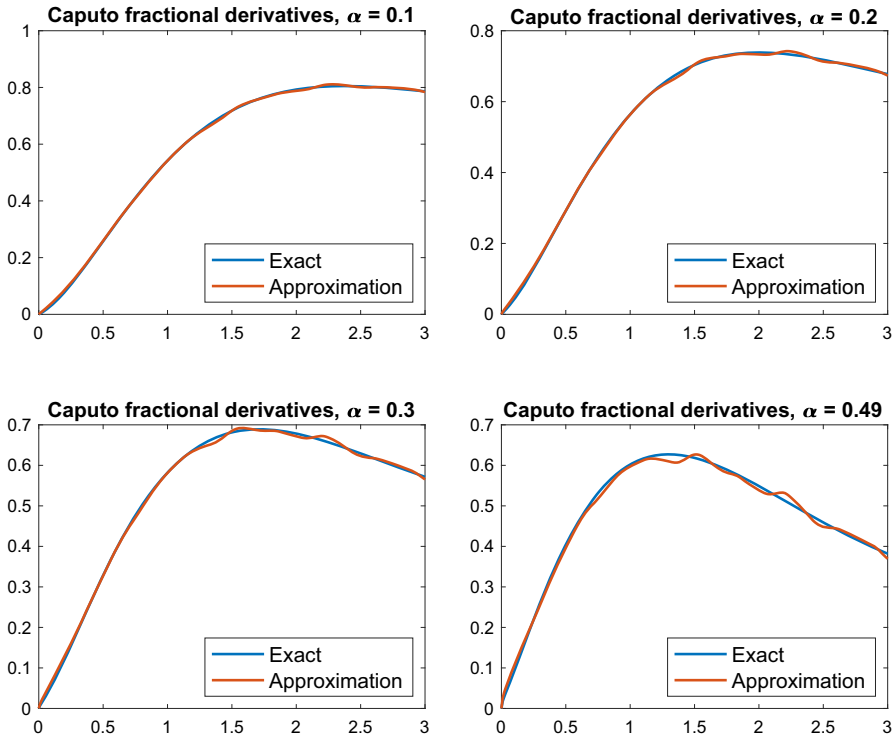 Caputo fractional derivatives, α = 0.1
1
0.8
0.6
0.4
0.2
0
0 0.5 1 1.5 2 2.5 3
Exact
Approximation
Caputo fractional derivatives, α = 0.2
0.8
0.6
0.4
0.2
0
0 0.5 1 1.5 2 2.5 3
Exact
Approximation
Caputo fractional derivatives, α = 0.3
0.7
0.6
0.5
0.4
0.3
0.2
0.1
0
0 0.5 1 1.5 2 2.5 3
Exact
Approximation
Caputo fractional derivatives, α = 0.49
0.7
0.6
0.5
0.4
0.3
0.2
0.1
0
0 0.5 1 1.5 2 2.5 3
Exact
Approximation